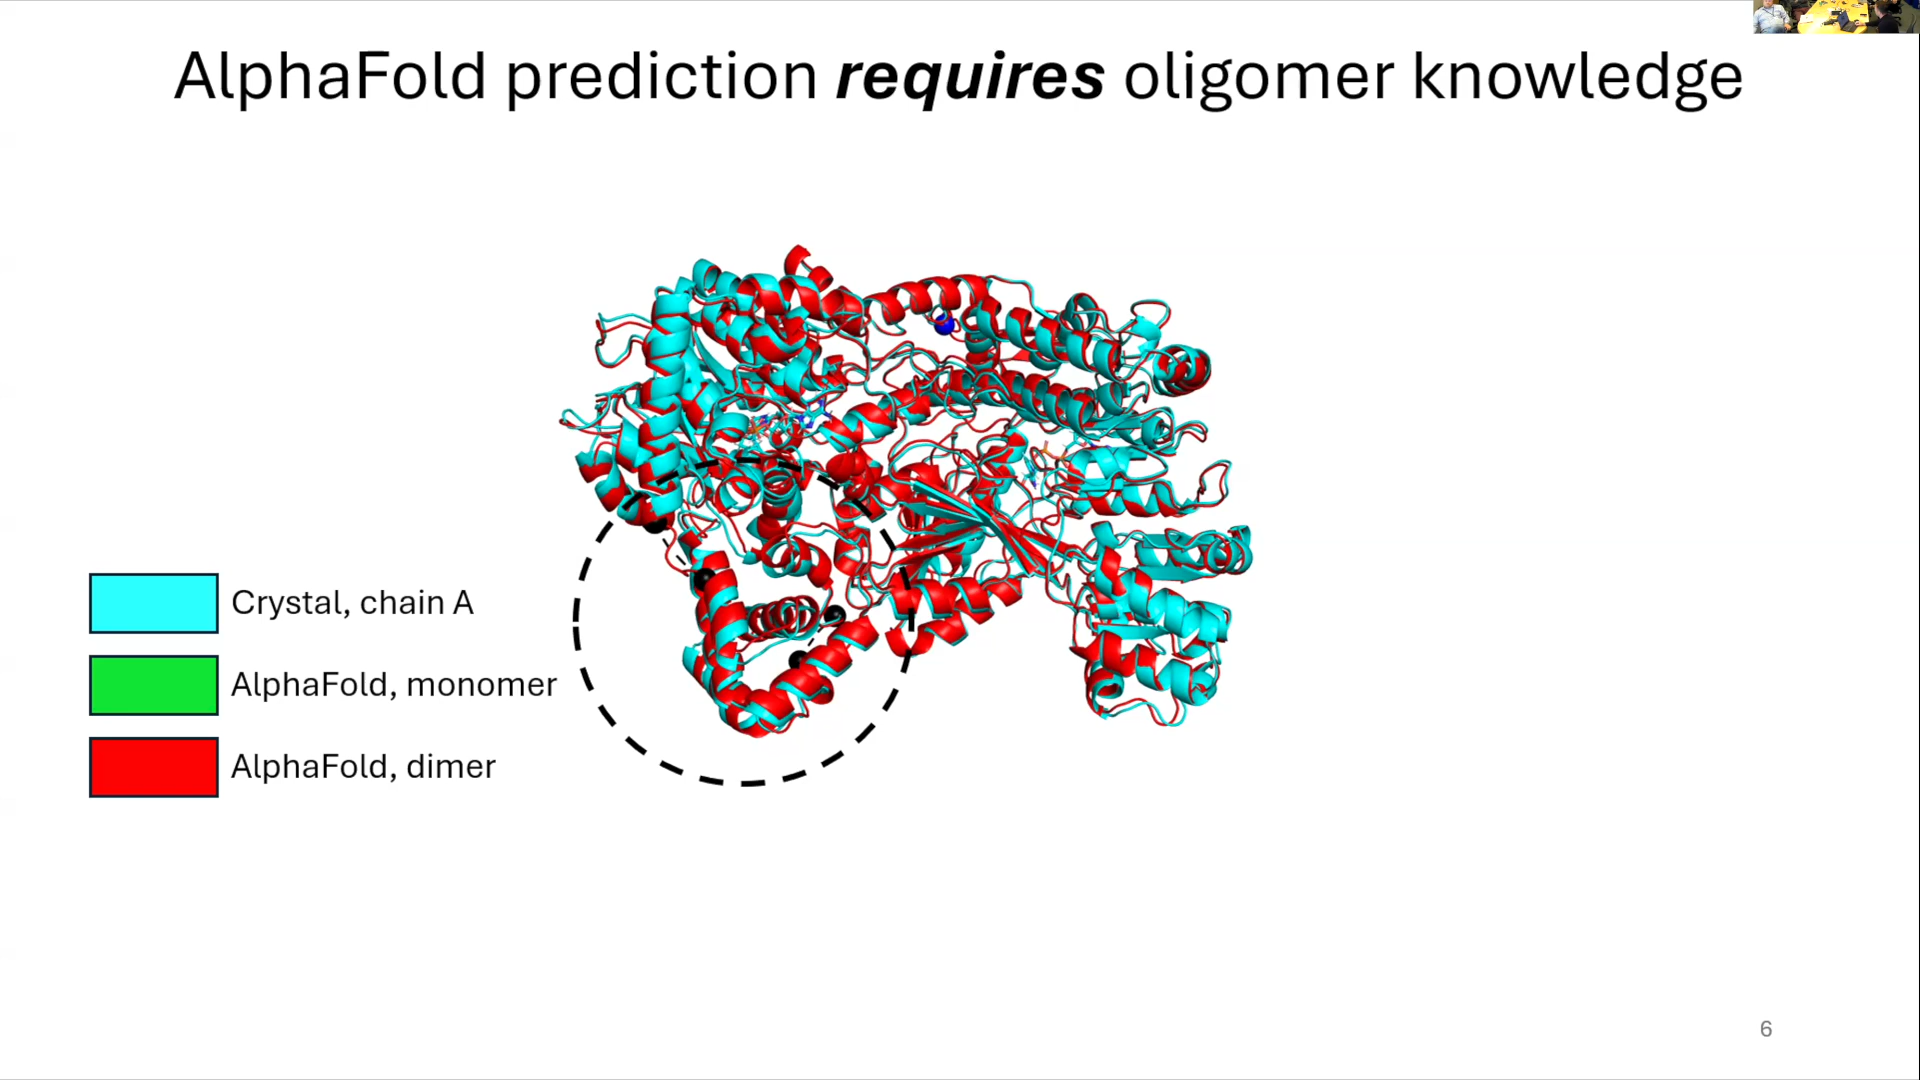 AlphaFold prediction requires oligomer knowledge
Crystal, chain A
AlphaFold, monomer
AlphaFold, dimer
6